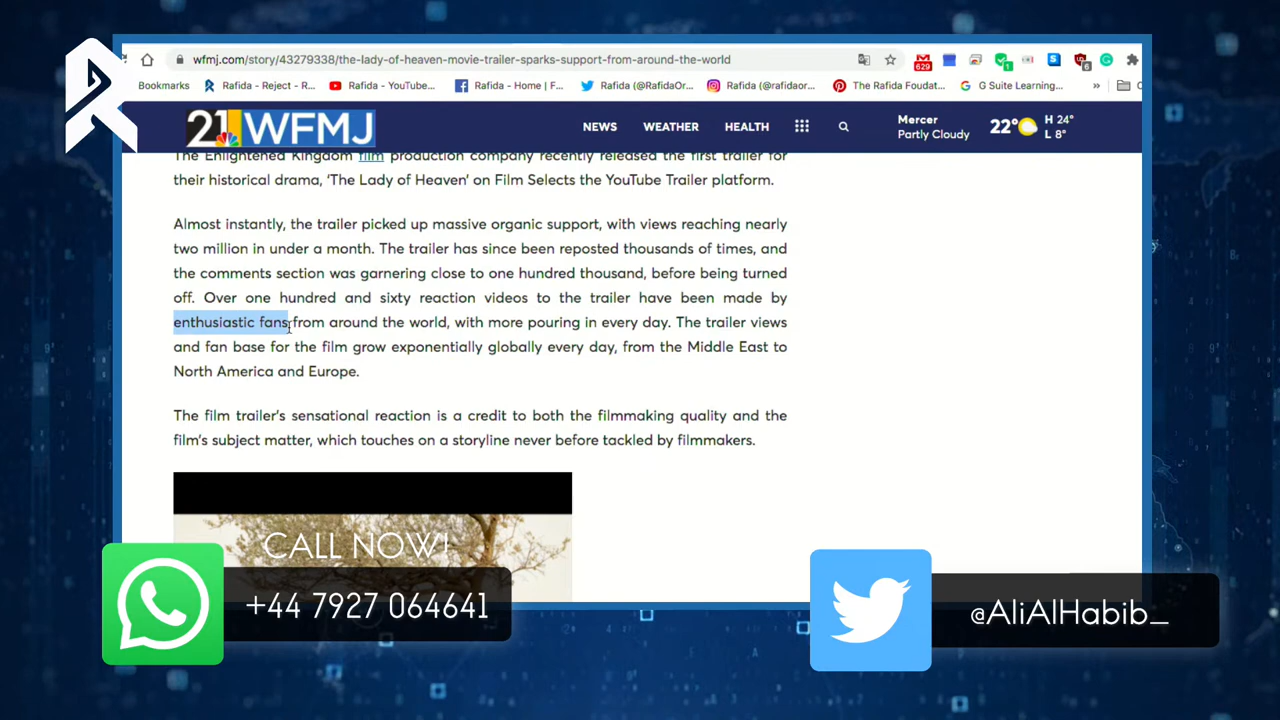 wfmj.com/story/43279338/the-lady-of-heaven-movie-trailer-sparks-support-from-around-the-world
629
1
6
Bookmarks
Rafida - Reject - R...
Rafida - YouTube...
Rafida - Home | F...
Rafida (@RafidaOr...
Rafida (@rafidaor...
The Rafida Foudat...
G Suite Learning...
»
21 WFMJ
NEWS
WEATHER
HEALTH
Mercer
Partly Cloudy
22°
H 24°
L 8°
The Enlightened Kingdom film production company recently released the first trailer for
their historical drama, ‘The Lady of Heaven’ on Film Selects the YouTube Trailer platform.
Almost instantly, the trailer picked up massive organic support, with views reaching nearly
two million in under a month. The trailer has since been reposted thousands of times, and
the comments section was garnering close to one hundred thousand, before being turned
off. Over one hundred and sixty reaction videos to the trailer have been made by
enthusiastic fans from around the world, with more pouring in every day. The trailer views
and fan base for the film grow exponentially globally every day, from the Middle East to
North America and Europe.
The film trailer’s sensational reaction is a credit to both the filmmaking quality and the
film’s subject matter, which touches on a storyline never before tackled by filmmakers.
CALL NOW!
+44 7927 064641
@AliAlHabib_